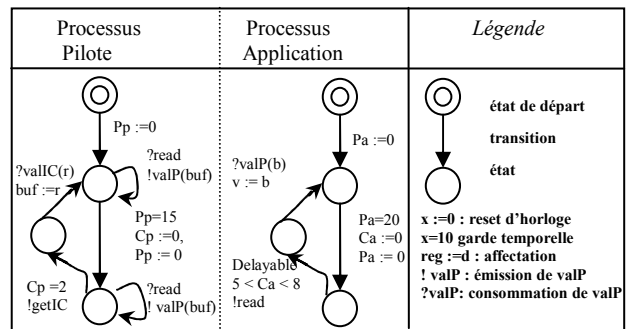 Processus
Pilote
Pp :=0
?valIC(r)
buf :=r
?read
!valP(buf)
Pp=15
Cp :=0,
Pp := 0
Cp =2
!getIC
?read
! valP(buf)
Processus
Application
Pa :=0
?valP(b)
v := b
Pa=20
Ca :=0
Pa := 0
Delayable
5 < Ca < 8
!read
Légende
état de départ
transition
état
x :=0 : reset d'horloge
x=10 garde temporelle
reg :=d : affectation
! valP : émission de valP
?valP: consommation de valP